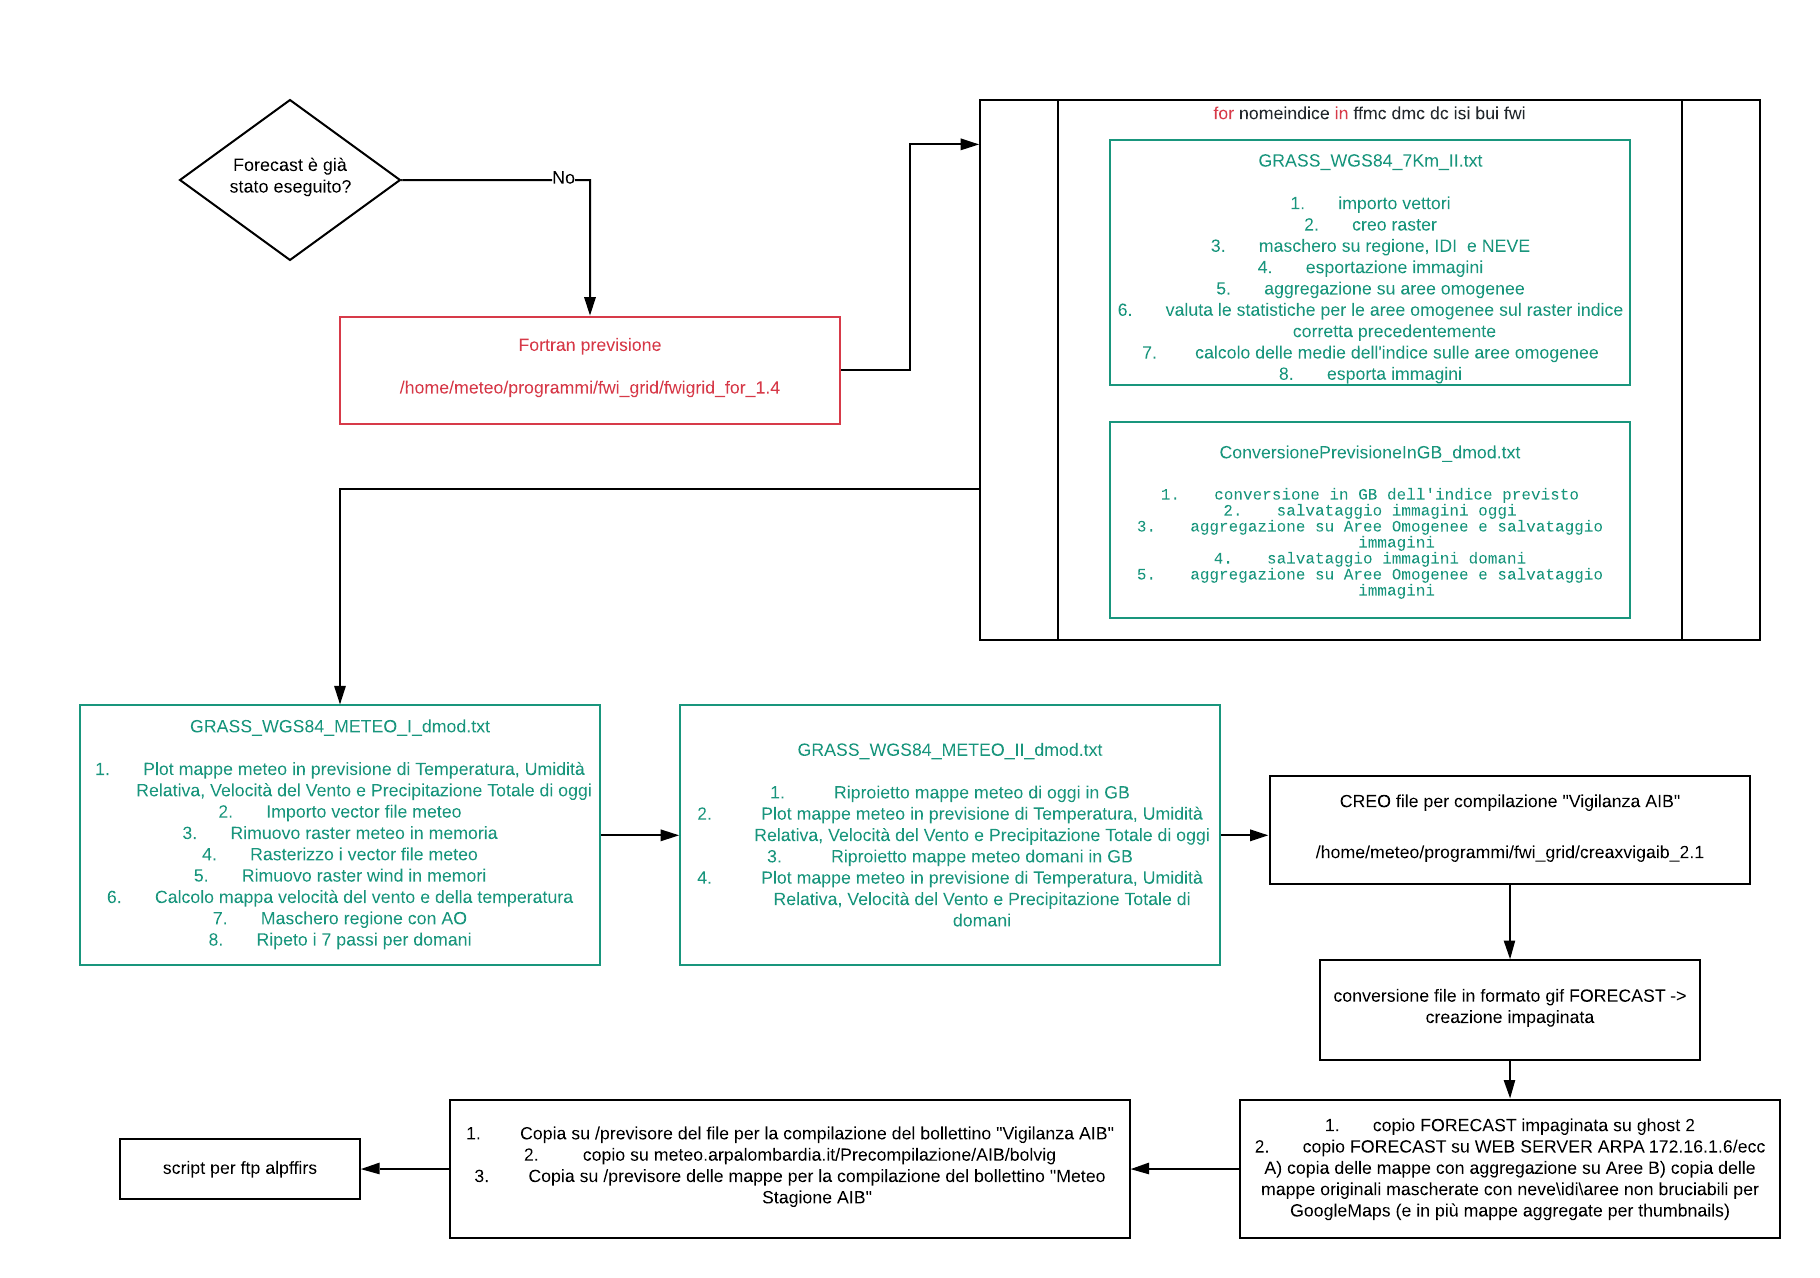 Forecast è già
stato eseguito?
No
Fortran previsione
/home/meteo/programmi/fwi_grid/fwigrid_for_1.4
for nomeindice in ffmc dmc dc isi bui fwi
GRASS_WGS84_7Km_II.txt
1. importo vettori
2. creo raster
3. maschero su regione, IDI e NEVE
4. esportazione immagini
5. aggregazione su aree omogenee
6. valuta le statistiche per le aree omogenee sul raster indice
corretta precedentemente
7. calcolo delle medie dell'indice sulle aree omogenee
8. esporta immagini
ConversionePrevisioneInGB_dmod.txt
1. conversione in GB dell'indice previsto
2. salvataggio immagini oggi
3. aggregazione su Aree Omogenee e salvataggio
immagini
4. salvataggio immagini domani
5. aggregazione su Aree Omogenee e salvataggio
immagini
GRASS_WGS84_METEO_I_dmod.txt
1. Plot mappe meteo in previsione di Temperatura, Umidità
Relativa, Velocità del Vento e Precipitazione Totale di oggi
2. Importo vector file meteo
3. Rimuovo raster meteo in memoria
4. Rasterizzo i vector file meteo
5. Rimuovo raster wind in memori
6. Calcolo mappa velocità del vento e della temperatura
7. Maschero regione con AO
8. Ripeto i 7 passi per domani
GRASS_WGS84_METEO_II_dmod.txt
1. Riproietto mappe meteo di oggi in GB
2. Plot mappe meteo in previsione di Temperatura, Umidità
Relativa, Velocità del Vento e Precipitazione Totale di oggi
3. Riproietto mappe meteo domani in GB
4. Plot mappe meteo in previsione di Temperatura, Umidità
Relativa, Velocità del Vento e Precipitazione Totale di
domani
CREO file per compilazione "Vigilanza AIB"
/home/meteo/programmi/fwi_grid/creaxvigaib_2.1
conversione file in formato gif FORECAST ->
creazione impaginata
1. copio FORECAST impaginata su ghost 2
2. copio FORECAST su WEB SERVER ARPA 172.16.1.6/ecc
A) copia delle mappe con aggregazione su Aree B) copia delle
mappe originali mascherate con neve\idi\aree non bruciabili per
GoogleMaps (e in più mappe aggregate per thumbnails)
1. Copia su /previsore del file per la compilazione del bollettino "Vigilanza AIB"
2. copio su meteo.arpalombardia.it/Precompilazione/AIB/bolvig
3. Copia su /previsore delle mappe per la compilazione del bollettino "Meteo
Stagione AIB"
script per ftp alpffirs